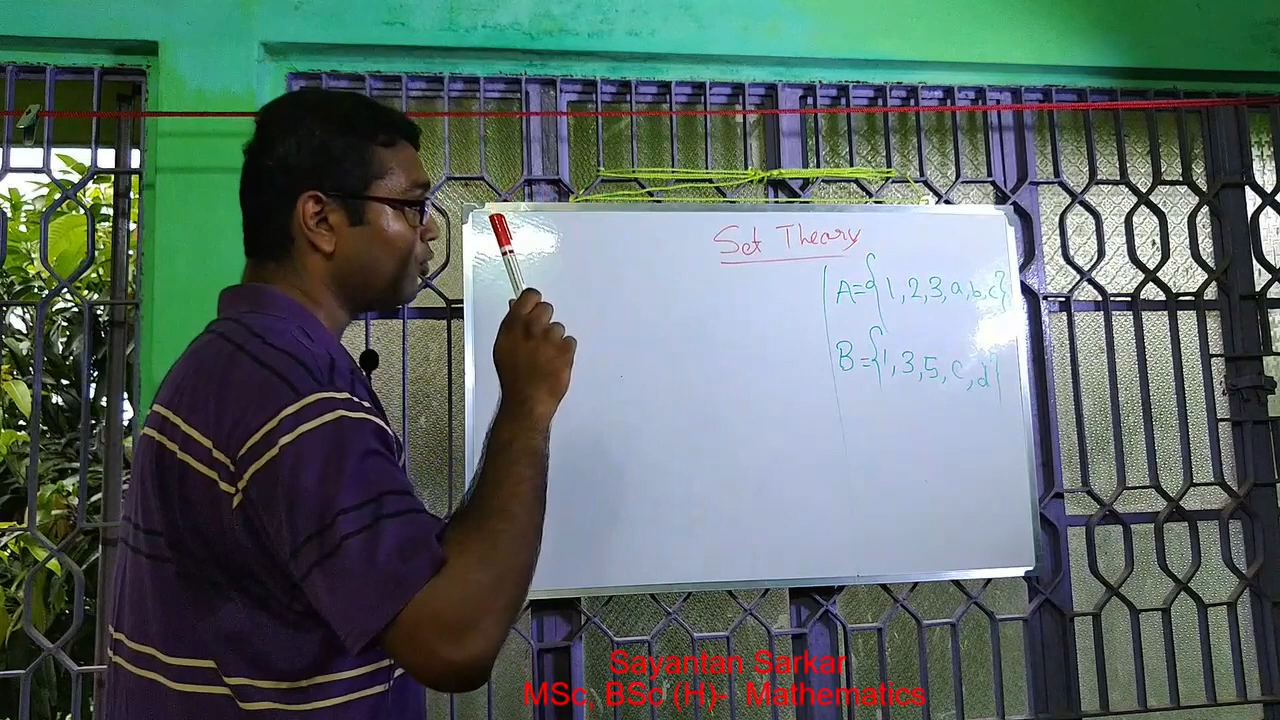 Set Theory
A={1,2,3,a,b,c}
B={1,3,5,c,d}
Sayantan Sarkar
MSc, BSc (H)- Mathematics